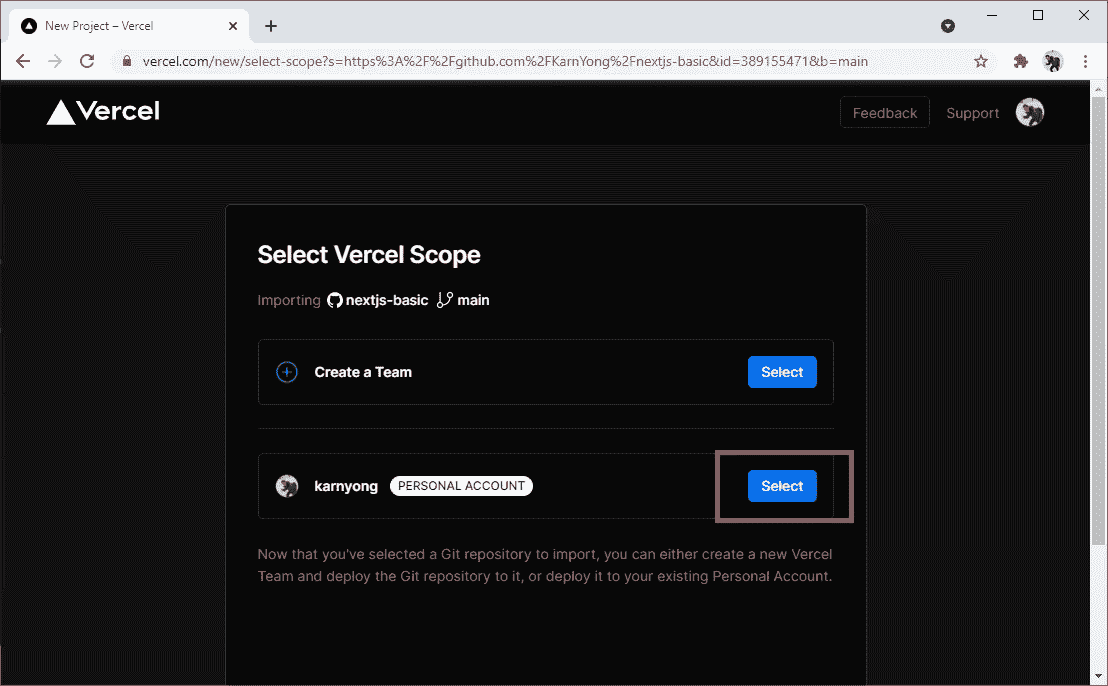 New Project – Vercel
vercel.com/new/select-scope?s=https%3A%2F%2Fgithub.com%2FKarnYong%2Fnextjs-basic&id=389155471&b=main
Vercel
Feedback
Support
Select Vercel Scope
Importing nextjs-basic main
Create a Team
Select
karnyong PERSONAL ACCOUNT
Select
Now that you've selected a Git repository to import, you can either create a new Vercel
Team and deploy the Git repository to it, or deploy it to your existing Personal Account.